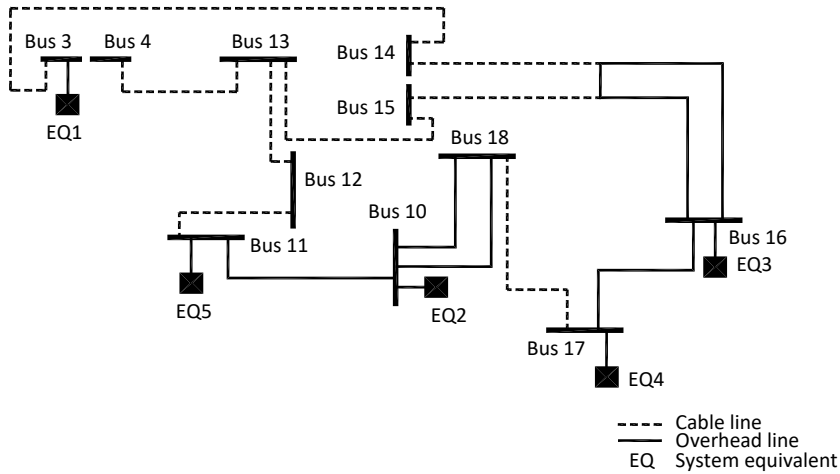 Bus 3
Bus 4
Bus 13
Bus 14
EQ1
Bus 15
Bus 18
Bus 12
Bus 10
Bus 11
Bus 16
EQ3
EQ5
EQ2
Bus 17
EQ4
Cable line
Overhead line
EQ System equivalent